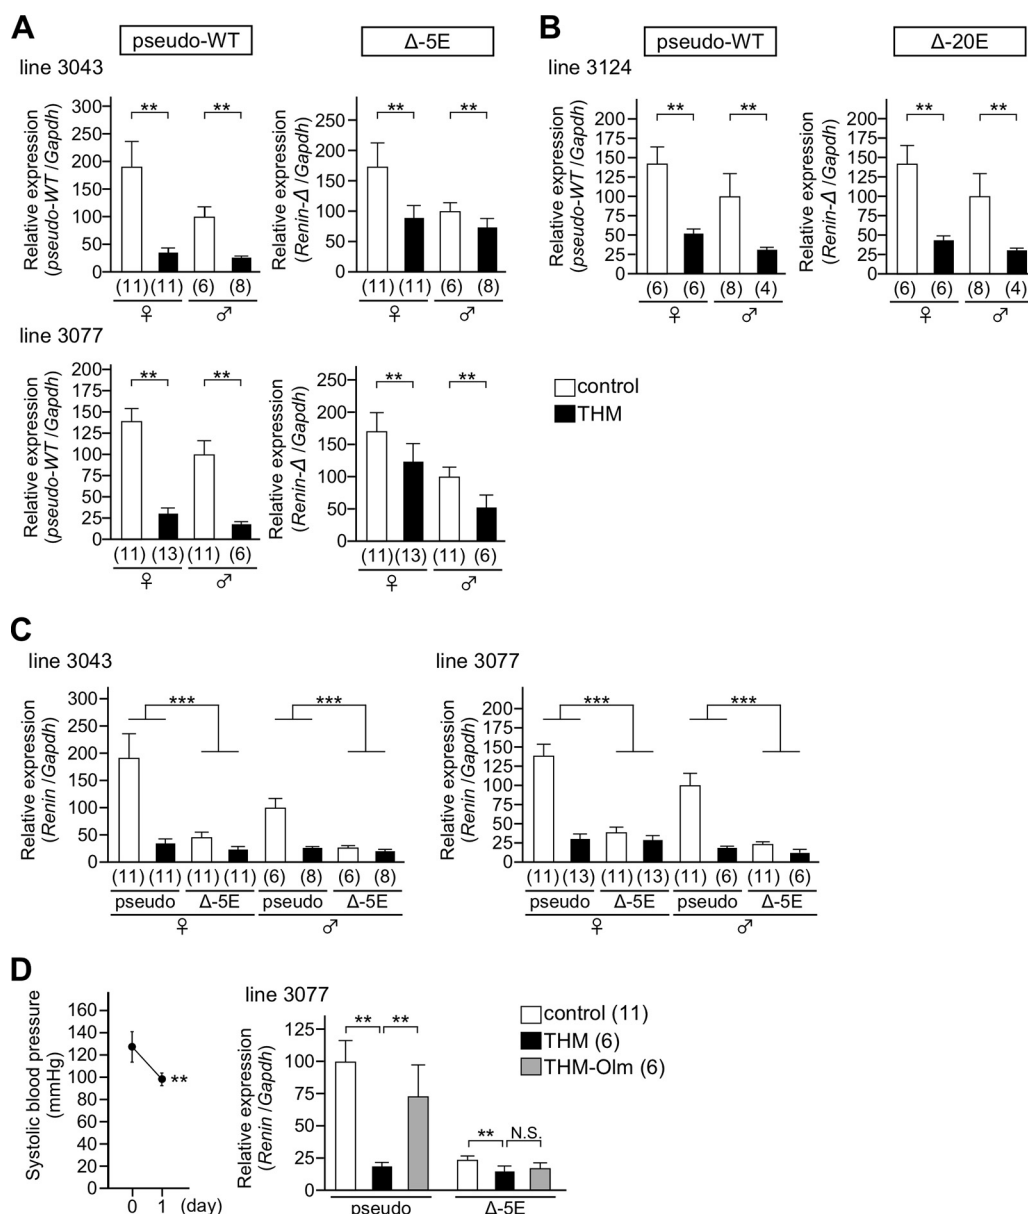 A
pseudo-WT
Δ-5E
line 3043
Relative expression
(pseudo-WT /Gapdh)
300
250
200
150
100
50
0
** **
(11) (11) (6) (8)
♀ ♂
Relative expression
(Renin-Δ /Gapdh)
250
200
150
100
50
0
** **
(11) (11) (6) (8)
♀ ♂
line 3077
Relative expression
(pseudo-WT /Gapdh)
200
175
150
125
100
75
50
25
0
** **
(11) (13) (11) (6)
♀ ♂
Relative expression
(Renin-Δ /Gapdh)
250
200
150
100
50
0
** **
(11) (13) (11) (6)
♀ ♂
B
pseudo-WT
Δ-20E
line 3124
Relative expression
(pseudo-WT /Gapdh)
200
175
150
125
100
75
50
25
0
** **
(6) (6) (8) (4)
♀ ♂
Relative expression
(Renin-Δ /Gapdh)
200
175
150
125
100
75
50
25
0
** **
(6) (6) (8) (4)
♀ ♂
control
THM
C
line 3043
Relative expression
(Renin /Gapdh)
300
250
200
150
100
50
0
*** ***
(11) (11) (11) (11) (6) (8) (6) (8)
pseudo Δ-5E pseudo Δ-5E
♀ ♂
line 3077
Relative expression
(Renin /Gapdh)
200
175
150
125
100
75
50
25
0
*** ***
(11) (13) (11) (13) (11) (6) (11) (6)
pseudo Δ-5E pseudo Δ-5E
♀ ♂
D
Systolic blood pressure
(mmHg)
160
140
120
100
80
60
40
20
0
**
0 1 (day)
line 3077
Relative expression
(Renin /Gapdh)
125
100
75
50
25
0
** **
** N.S.
pseudo Δ-5E
control (11)
THM (6)
THM-Olm (6)